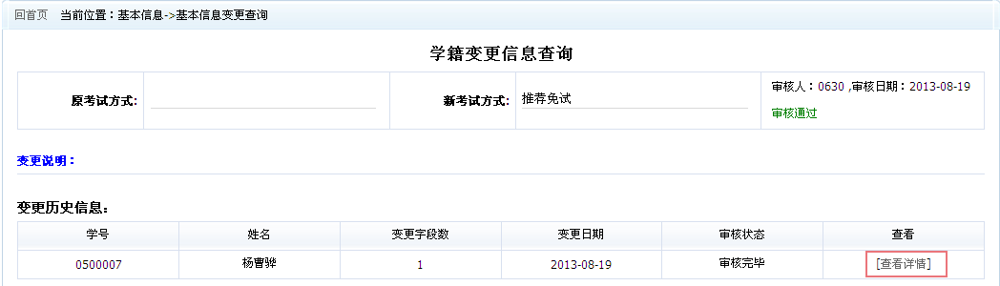 回首页 当前位置：基本信息->基本信息变更查询
学籍变更信息查询
原考试方式: 新考试方式: 推荐免试 审核人：0630 ,审核日期：2013-08-19
审核通过
变更说明：
变更历史信息：
学号 姓名 变更字段数 变更日期 审核状态 查看
0500007 杨曹骅 1 2013-08-19 审核完毕 [查看详情]